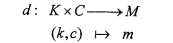 d: K × C ⟶ M
(k,c) ↦ m